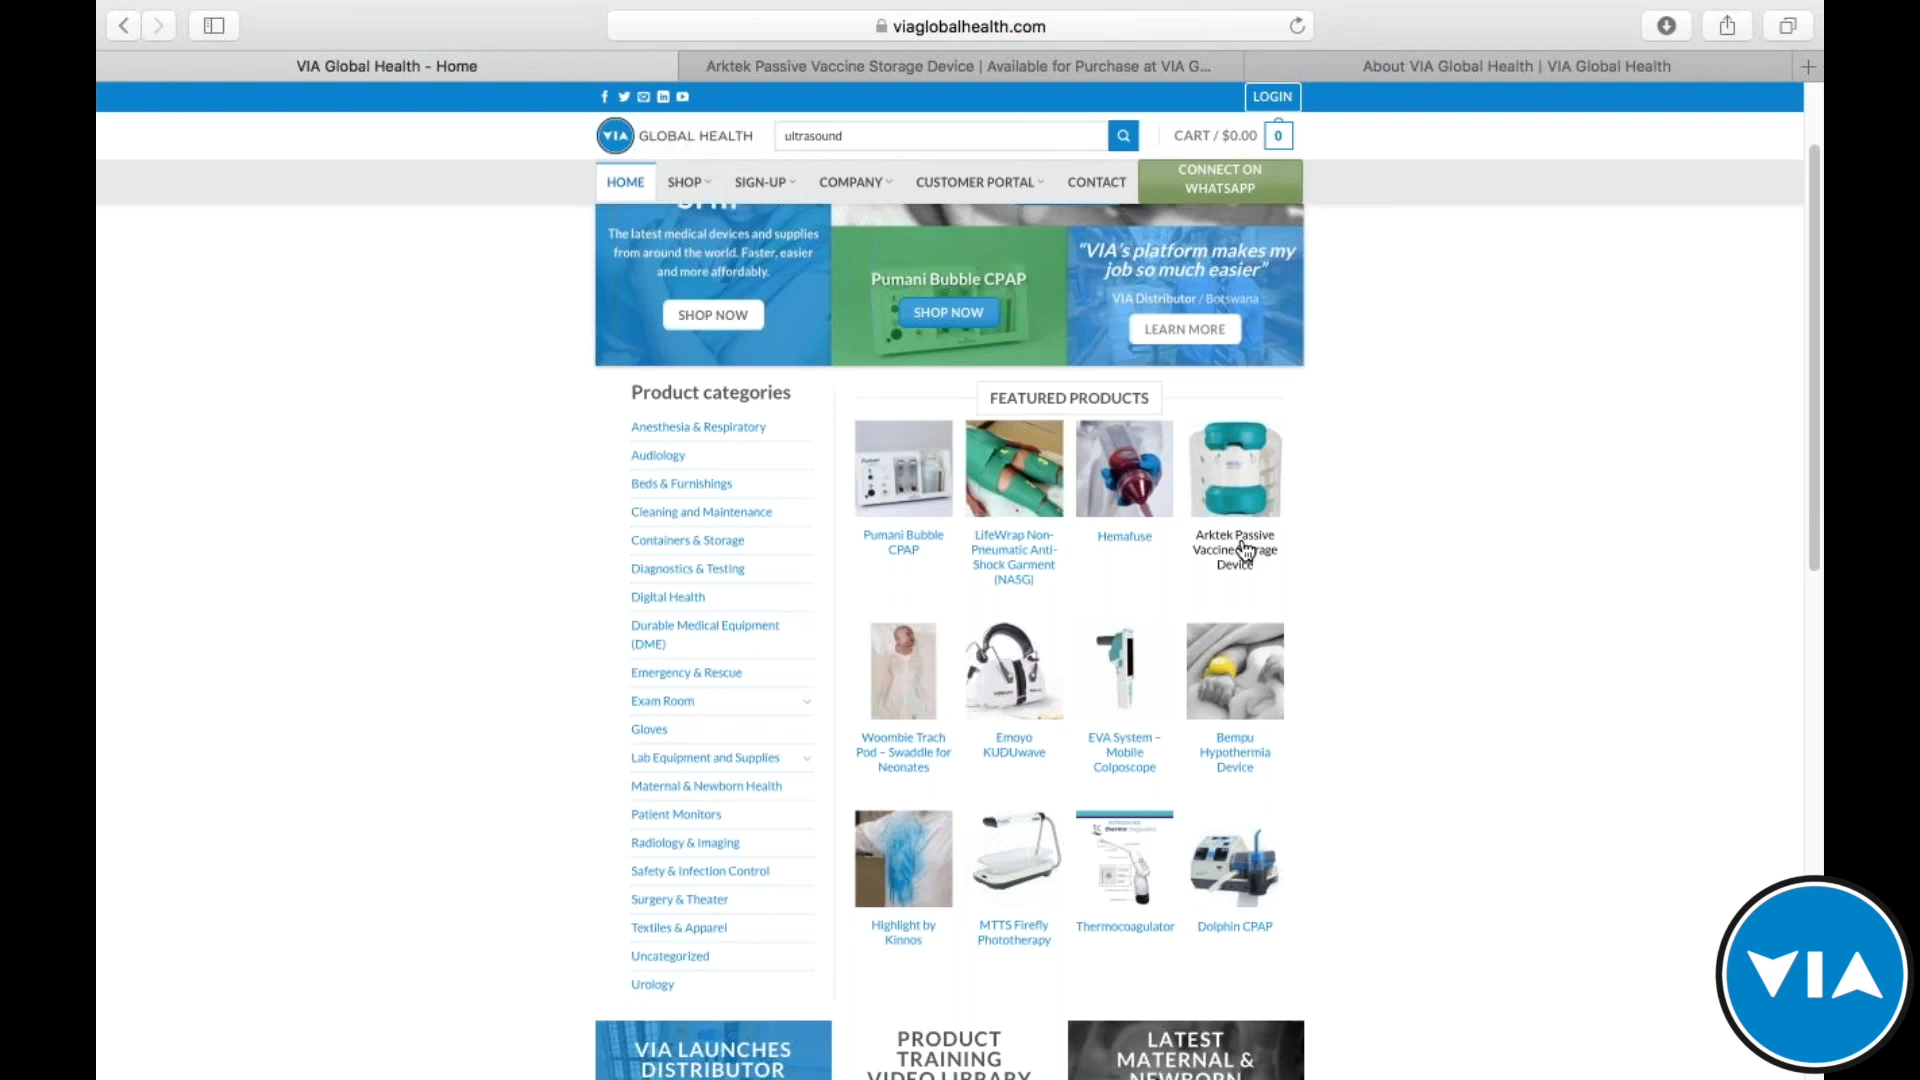 viaglobalhealth.com
VIA Global Health - Home
Arktek Passive Vaccine Storage Device | Available for Purchase at VIA G...
About VIA Global Health | VIA Global Health
LOGIN
VIA GLOBAL HEALTH
ultrasound
CART / $0.00 0
HOME
SHOP
SIGN-UP
COMPANY
CUSTOMER PORTAL
CONTACT
CONNECT ON
WHATSAPP
The latest medical devices and supplies
from around the world. Faster, easier
and more affordably.
SHOP NOW
Pumani Bubble CPAP
SHOP NOW
“VIA’s platform makes my
job so much easier”
VIA Distributor / Botswana
LEARN MORE
Product categories
Anesthesia & Respiratory
Audiology
Beds & Furnishings
Cleaning and Maintenance
Containers & Storage
Diagnostics & Testing
Digital Health
Durable Medical Equipment
(DME)
Emergency & Rescue
Exam Room
Gloves
Lab Equipment and Supplies
Maternal & Newborn Health
Patient Monitors
Radiology & Imaging
Safety & Infection Control
Surgery & Theater
Textiles & Apparel
Uncategorized
Urology
FEATURED PRODUCTS
Pumani Bubble
CPAP
LifeWrap Non-
Pneumatic Anti-
Shock Garment
(NASG)
Hemafuse
Arktek Passive
Vaccine Storage
Device
Woombie Trach
Pod – Swaddle for
Neonates
Emoyo
KUDUwave
EVA System –
Mobile
Colposcope
Bempu
Hypothermia
Device
Highlight by
Kinnos
MTTS Firefly
Phototherapy
Thermocoagulator
Dolphin CPAP
VIA LAUNCHES
DISTRIBUTOR
PRODUCT
TRAINING
VIDEO LIBRARY
LATEST
MATERNAL &
NEWBORN
VIA